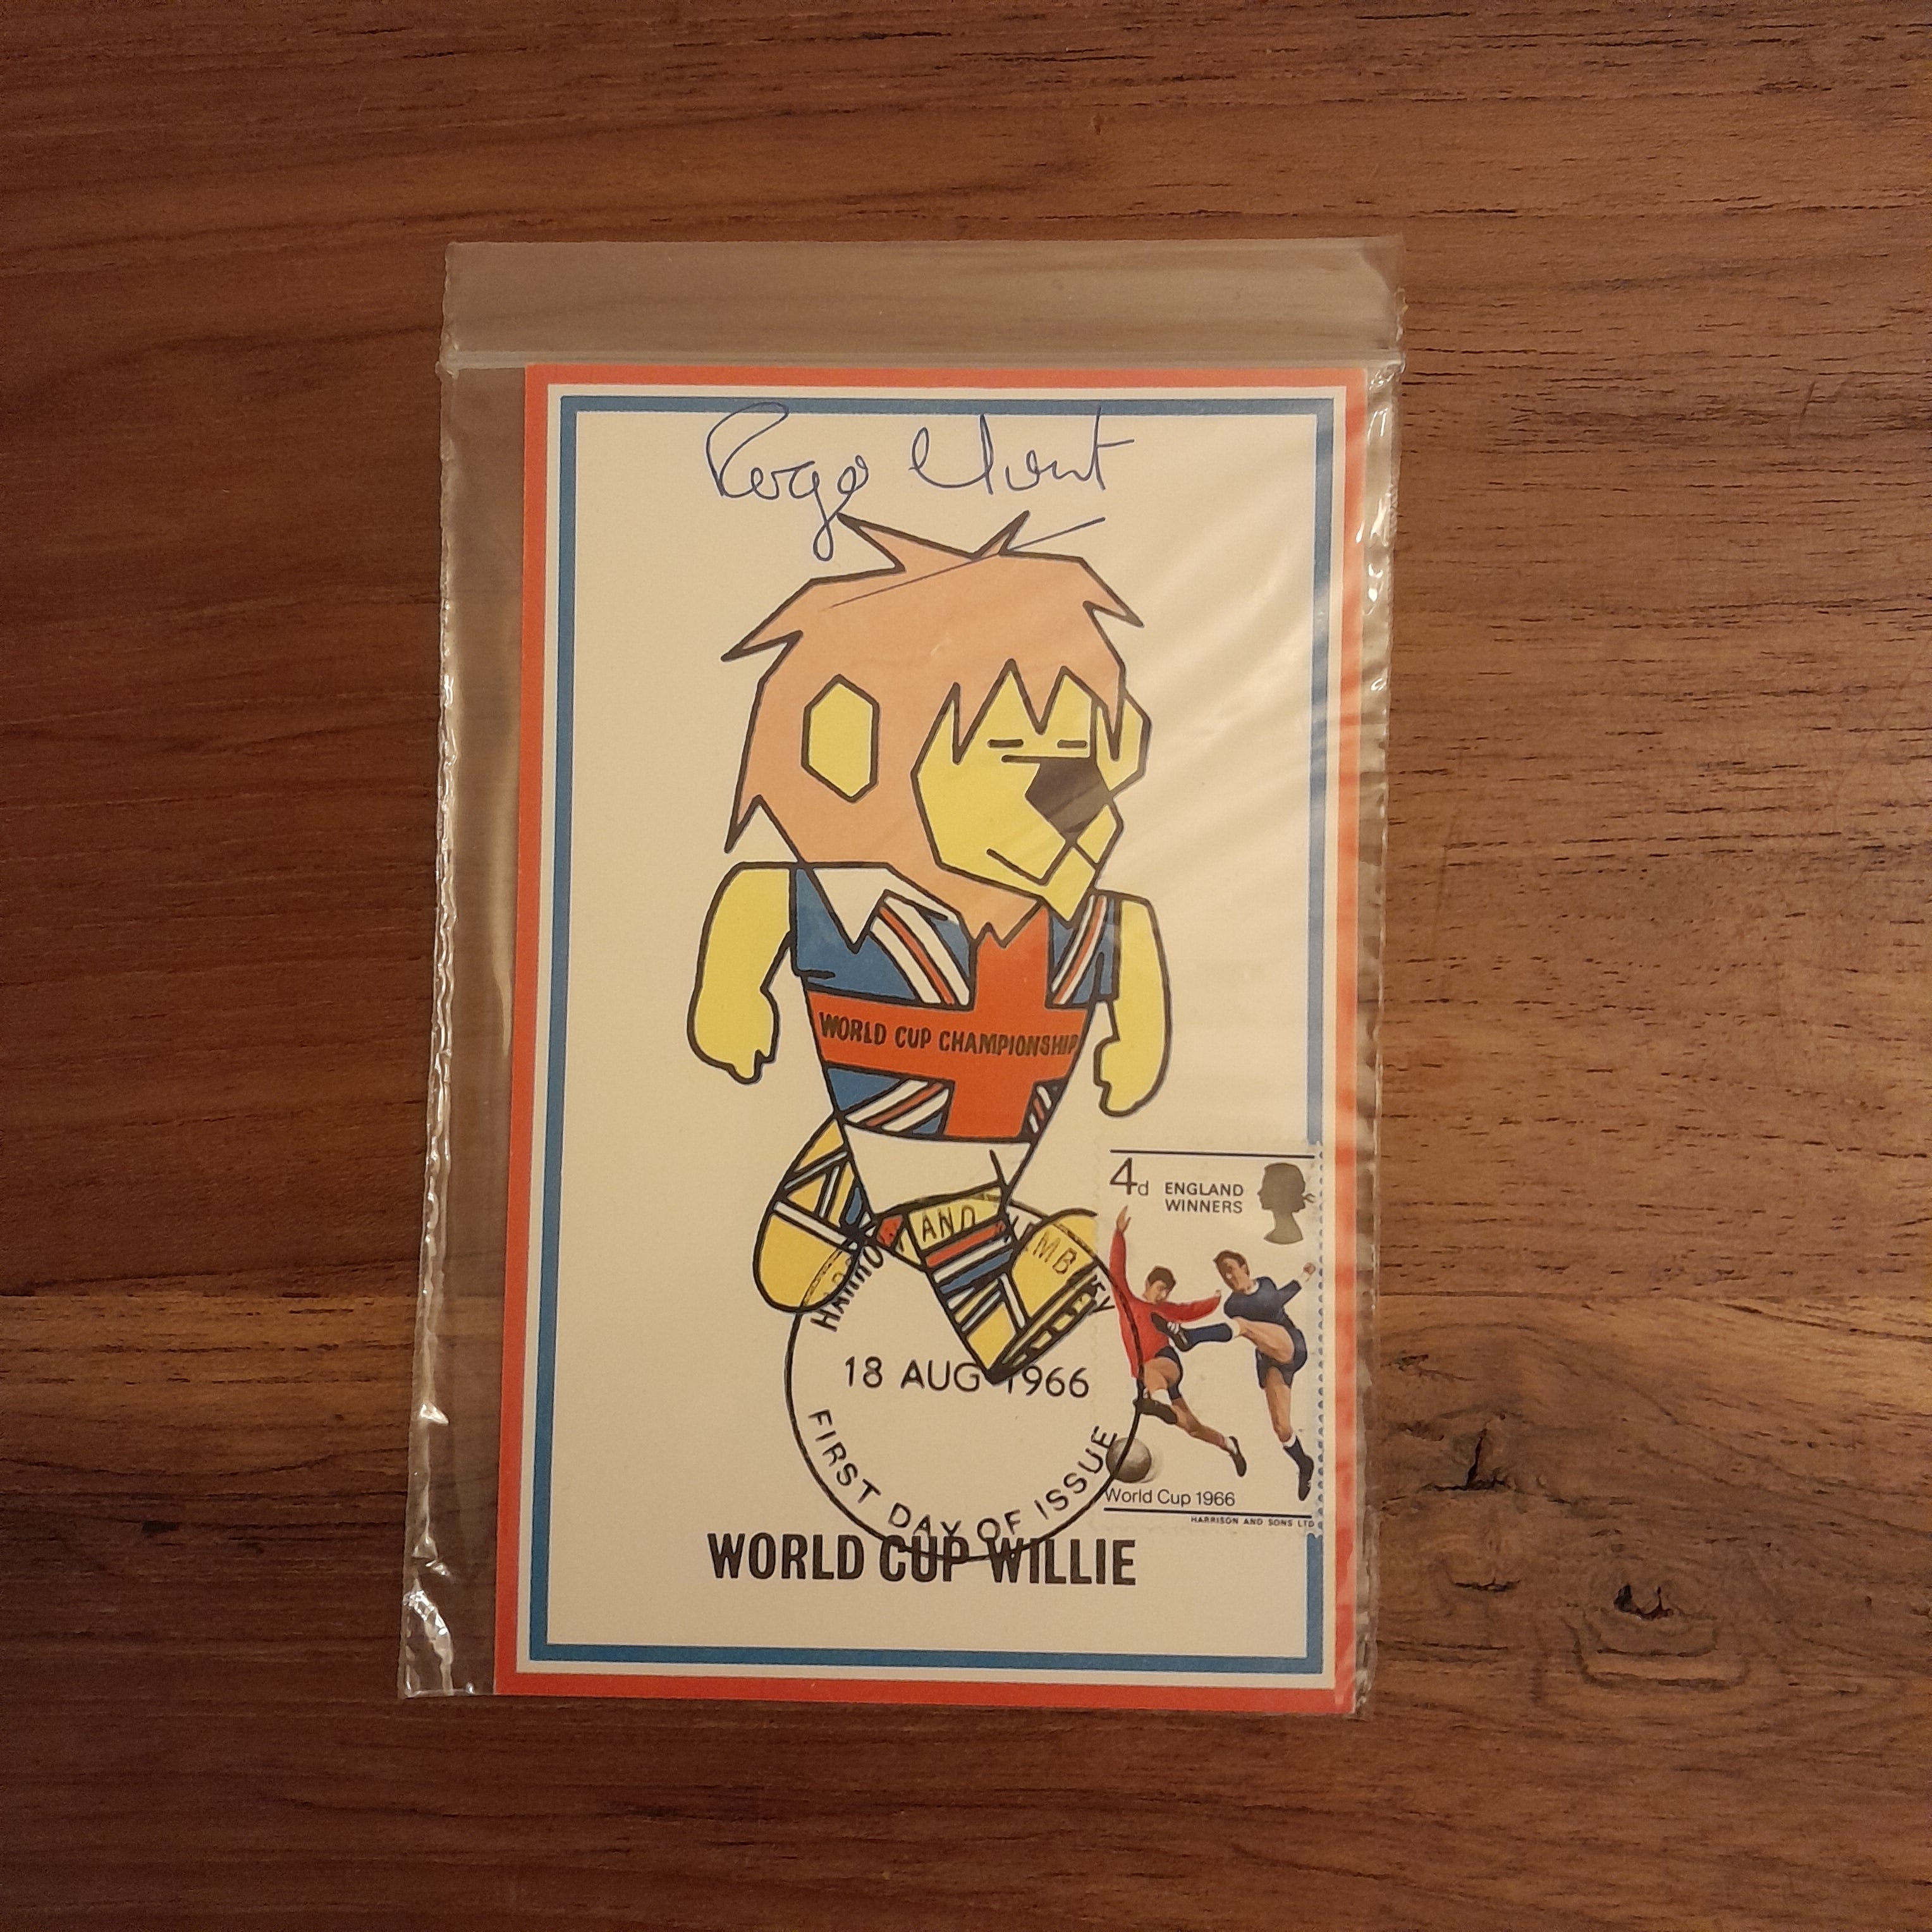 Roger Hunt
WORLD CUP CHAMPIONSHIP
4d ENGLAND
WINNERS
HARROW AND WEMBLEY
18 AUG 1966
FIRST DAY OF ISSUE
World Cup 1966
HARRISON AND SONS LTD
WORLD CUP WILLIE